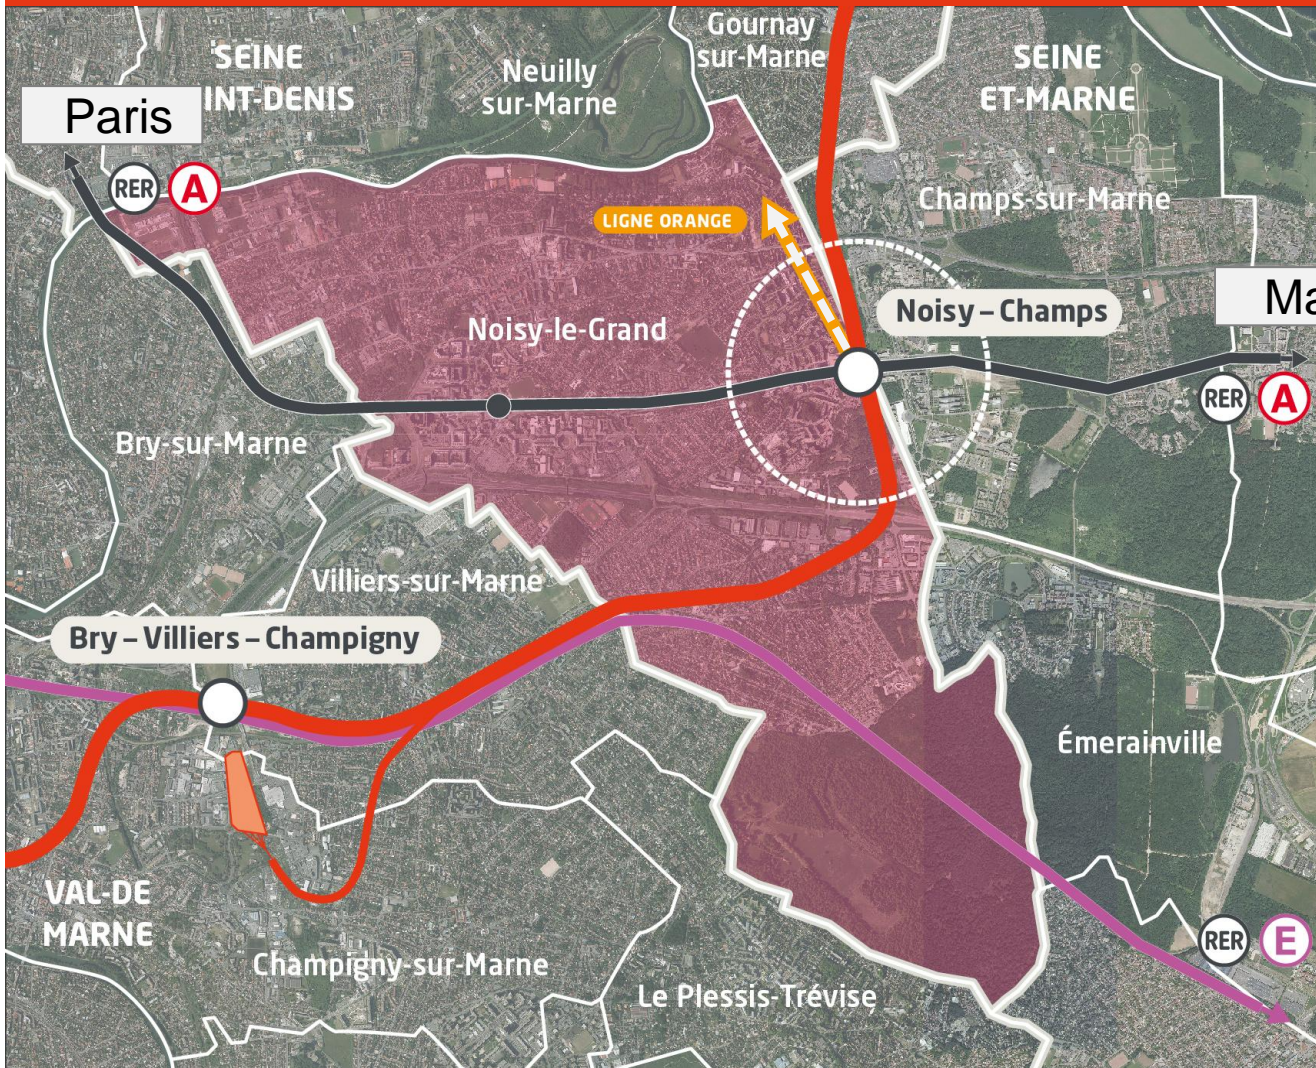 Gournay
sur-Marne
SEINE
INT-DENIS
Neuilly
sur-Marne
SEINE
ET-MARNE
Paris
RER A
Champs-sur-Marne
LIGNE ORANGE
Noisy – Champs
Ma
Noisy-le-Grand
RER A
Bry-sur-Marne
Villiers-sur-Marne
Bry – Villiers – Champigny
Émerainville
VAL-DE
MARNE
RER E
Champigny-sur-Marne
Le Plessis-Trévise